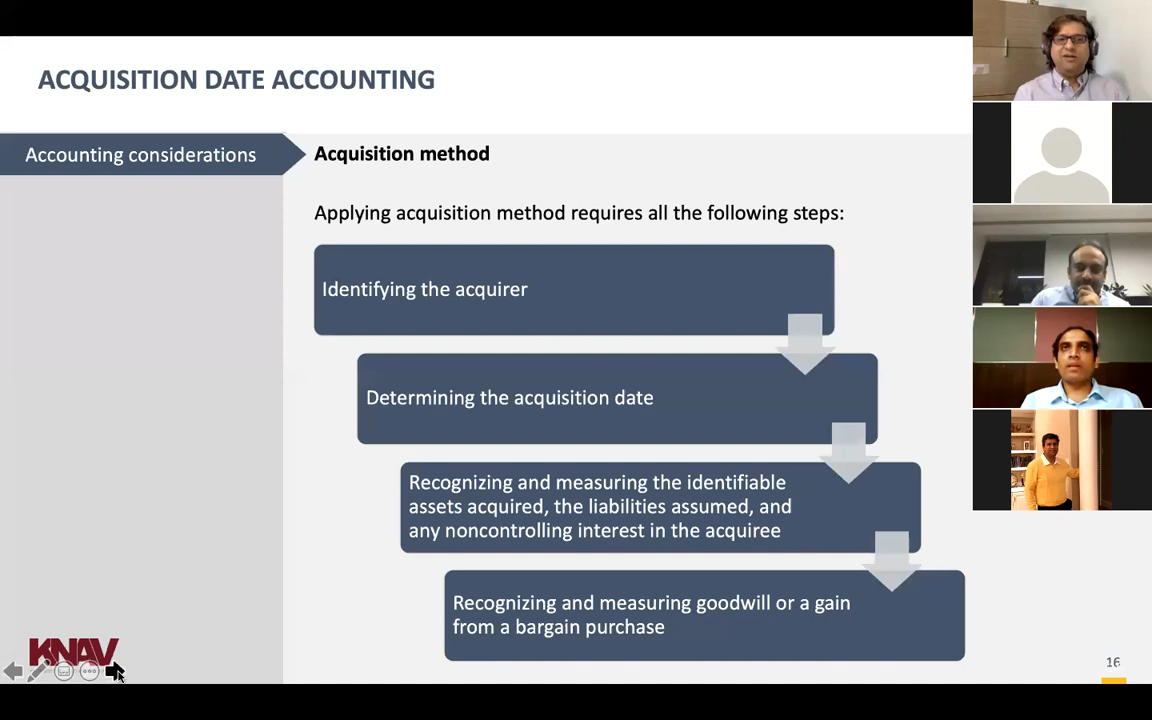 ACQUISITION DATE ACCOUNTING
Accounting considerations
Acquisition method
Applying acquisition method requires all the following steps:
Identifying the acquirer
Determining the acquisition date
Recognizing and measuring the identifiable
assets acquired, the liabilities assumed, and
any noncontrolling interest in the acquiree
Recognizing and measuring goodwill or a gain
from a bargain purchase
KNAV
16